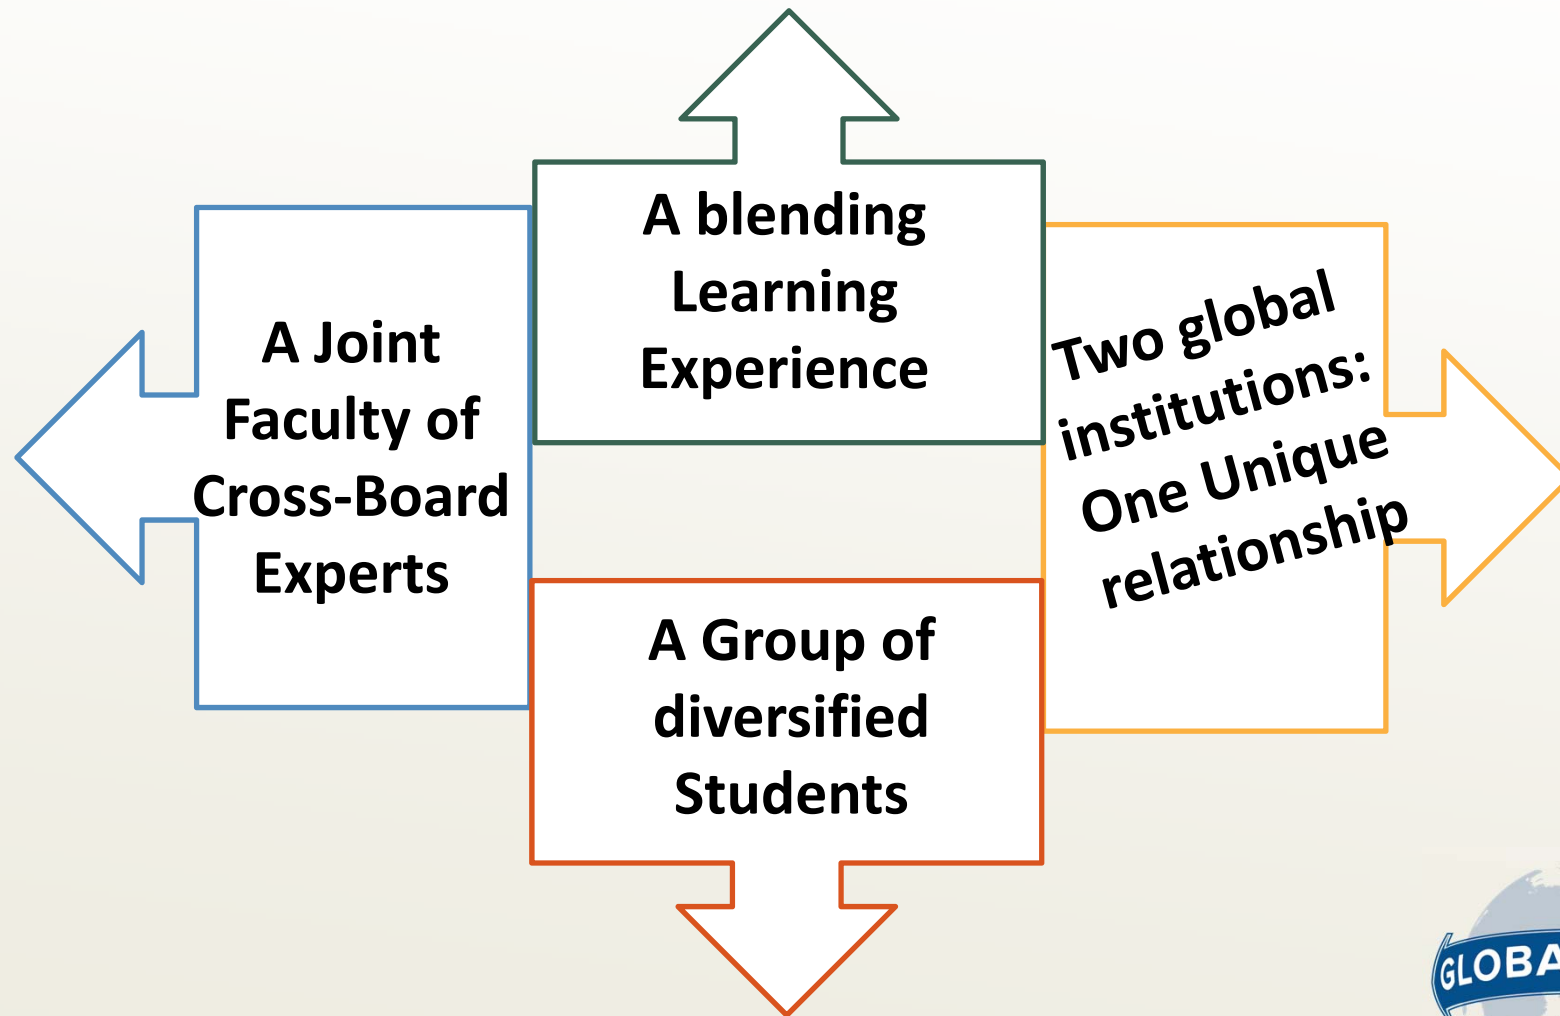 A blending
Learning
Experience
A Joint
Faculty of
Cross-Board
Experts
Two global
institutions:
One Unique
relationship
A Group of
diversified
Students